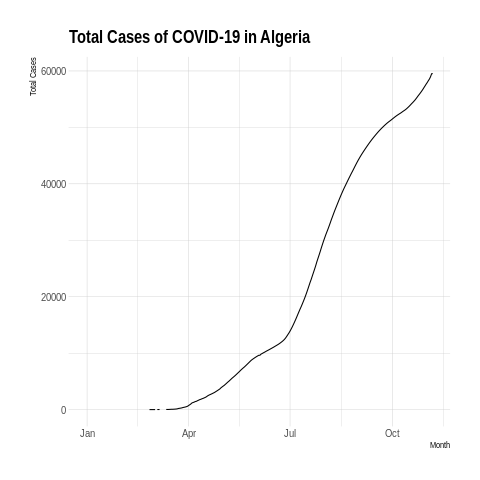 Total Cases of COVID-19 in Algeria
Total Cases
60000
40000
20000
0
Jan Apr Jul Oct
Month